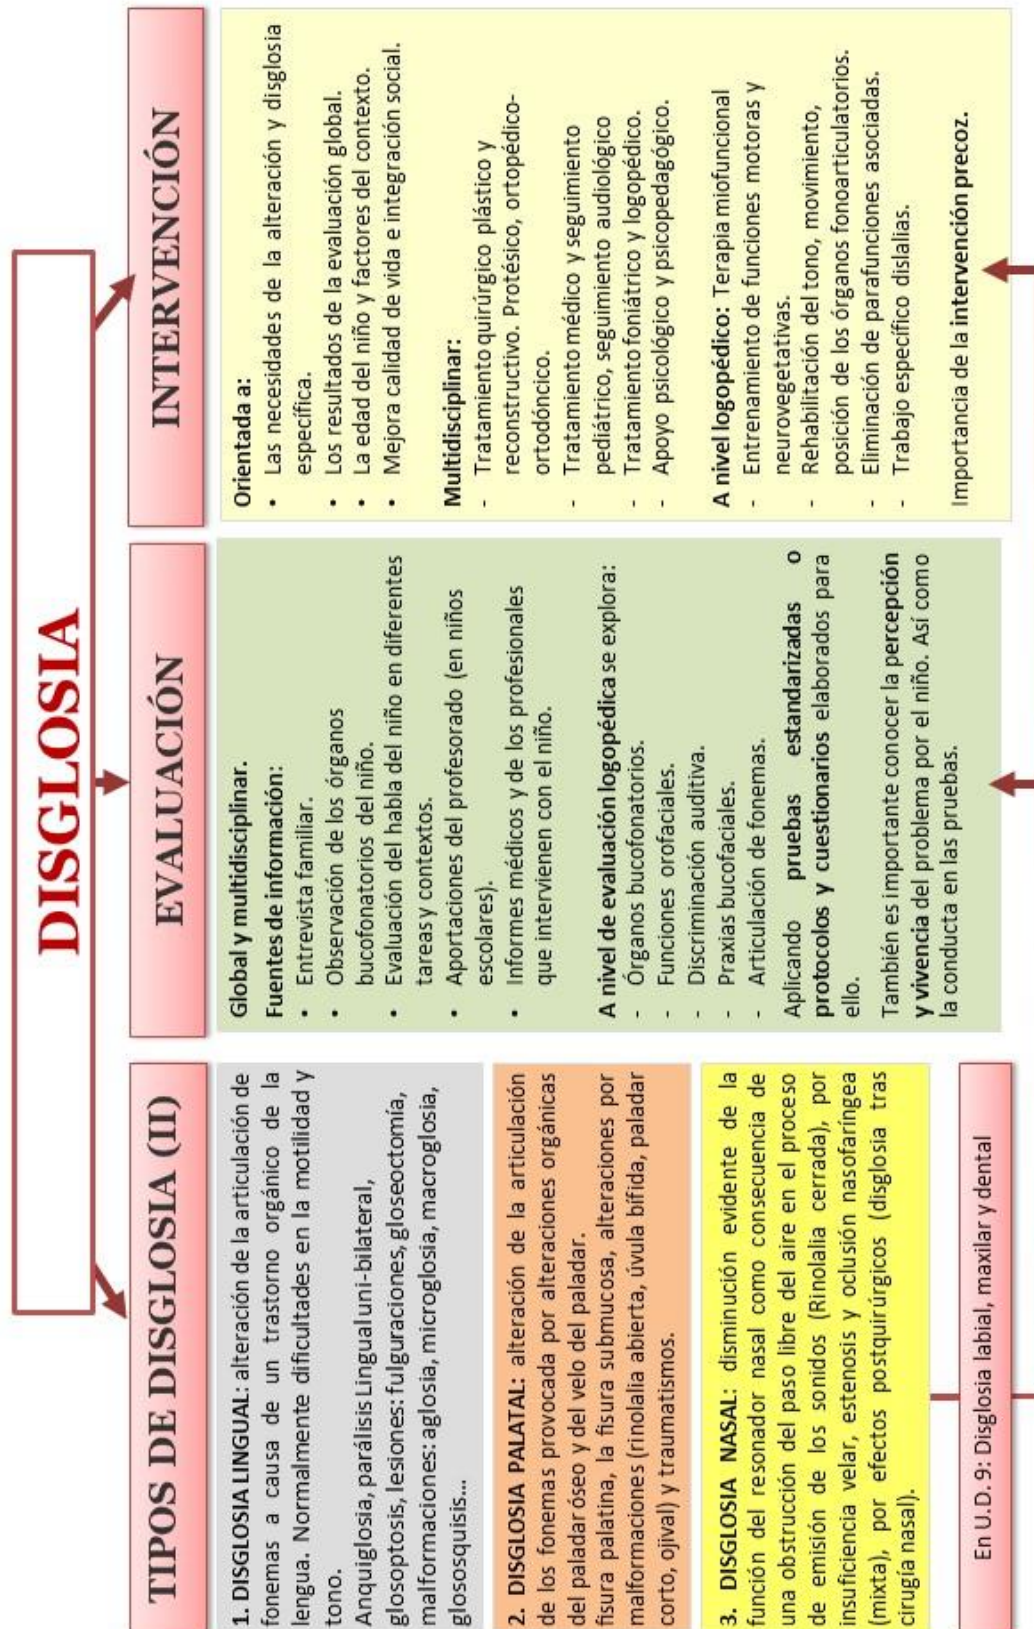 DISGLOSIA
TIPOS DE DISGLOSIA (II)
1. DISGLOSIA LINGUAL: alteración de la articulación de
fonemas a causa de un trastorno orgánico de la
lengua. Normalmente dificultades en la motilidad y
tono.
Anquiglosia, parálisis Lingual uni-bilateral,
glosoptosis, lesiones: fulguraciones, gloseoctomía,
malformaciones: aglosia, microglosia, macroglosia,
glososquisis...
2. DISGLOSIA PALATAL: alteración de la articulación
de los fonemas provocada por alteraciones orgánicas
del paladar óseo y del velo del paladar.
fisura palatina, la fisura submucosa, alteraciones por
malformaciones (rinolalia abierta, úvula bífida, paladar
corto, ojival) y traumatismos.
3. DISGLOSIA NASAL: disminución evidente de la
función del resonador nasal como consecuencia de
una obstrucción del paso libre del aire en el proceso
de emisión de los sonidos (Rinolalia cerrada), por
insuficiencia velar, estenosis y oclusión nasofaríngea
(mixta), por efectos postquirúrgicos (disglosia tras
cirugía nasal).
En U.D. 9: Disglosia labial, maxilar y dental
EVALUACIÓN
Global y multidisciplinar.
Fuentes de información:
• Entrevista familiar.
• Observación de los órganos
bucofonatorios del niño.
• Evaluación del habla del niño en diferentes
tareas y contextos.
• Aportaciones del profesorado (en niños
escolares).
• Informes médicos y de los profesionales
que intervienen con el niño.
A nivel de evaluación logopédica se explora:
- Órganos bucofonatorios.
- Funciones orofaciales.
- Discriminación auditiva.
- Praxias bucofaciales.
- Articulación de fonemas.
Aplicando pruebas estandarizadas o
protocolos y cuestionarios elaborados para
ello.
También es importante conocer la percepción
y vivencia del problema por el niño. Así como
la conducta en las pruebas.
INTERVENCIÓN
Orientada a:
• Las necesidades de la alteración y disglosia
específica.
• Los resultados de la evaluación global.
• La edad del niño y factores del contexto.
• Mejora calidad de vida e integración social.
Multidisciplinar:
- Tratamiento quirúrgico plástico y
reconstructivo. Protésico, ortopédico-
ortodóncico.
- Tratamiento médico y seguimiento
pediátrico, seguimiento audiológico
- Tratamiento foniátrico y logopédico.
- Apoyo psicológico y psicopedagógico.
A nivel logopédico: Terapia miofuncional
- Entrenamiento de funciones motoras y
neurovegetativas.
- Rehabilitación del tono, movimiento,
posición de los órganos fonoarticulatorios.
- Eliminación de parafunciones asociadas.
- Trabajo específico dislalias.
Importancia de la intervención precoz.